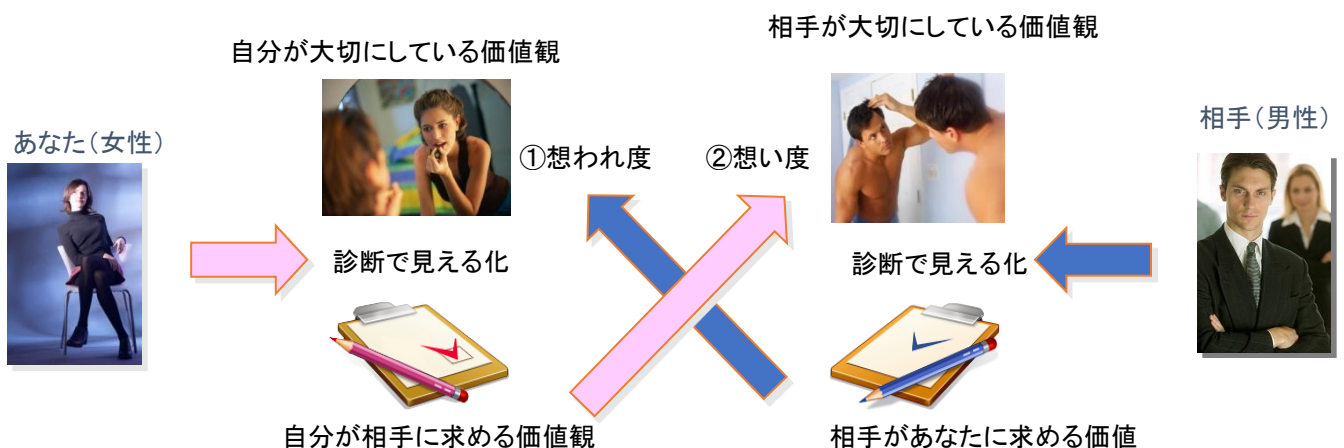 自分が大切にしている価値観
相手が大切にしている価値観
あなた(女性)
相手(男性)
①想われ度
②想い度
診断で見える化
診断で見える化
自分が相手に求める価値観
相手があなたに求める価値